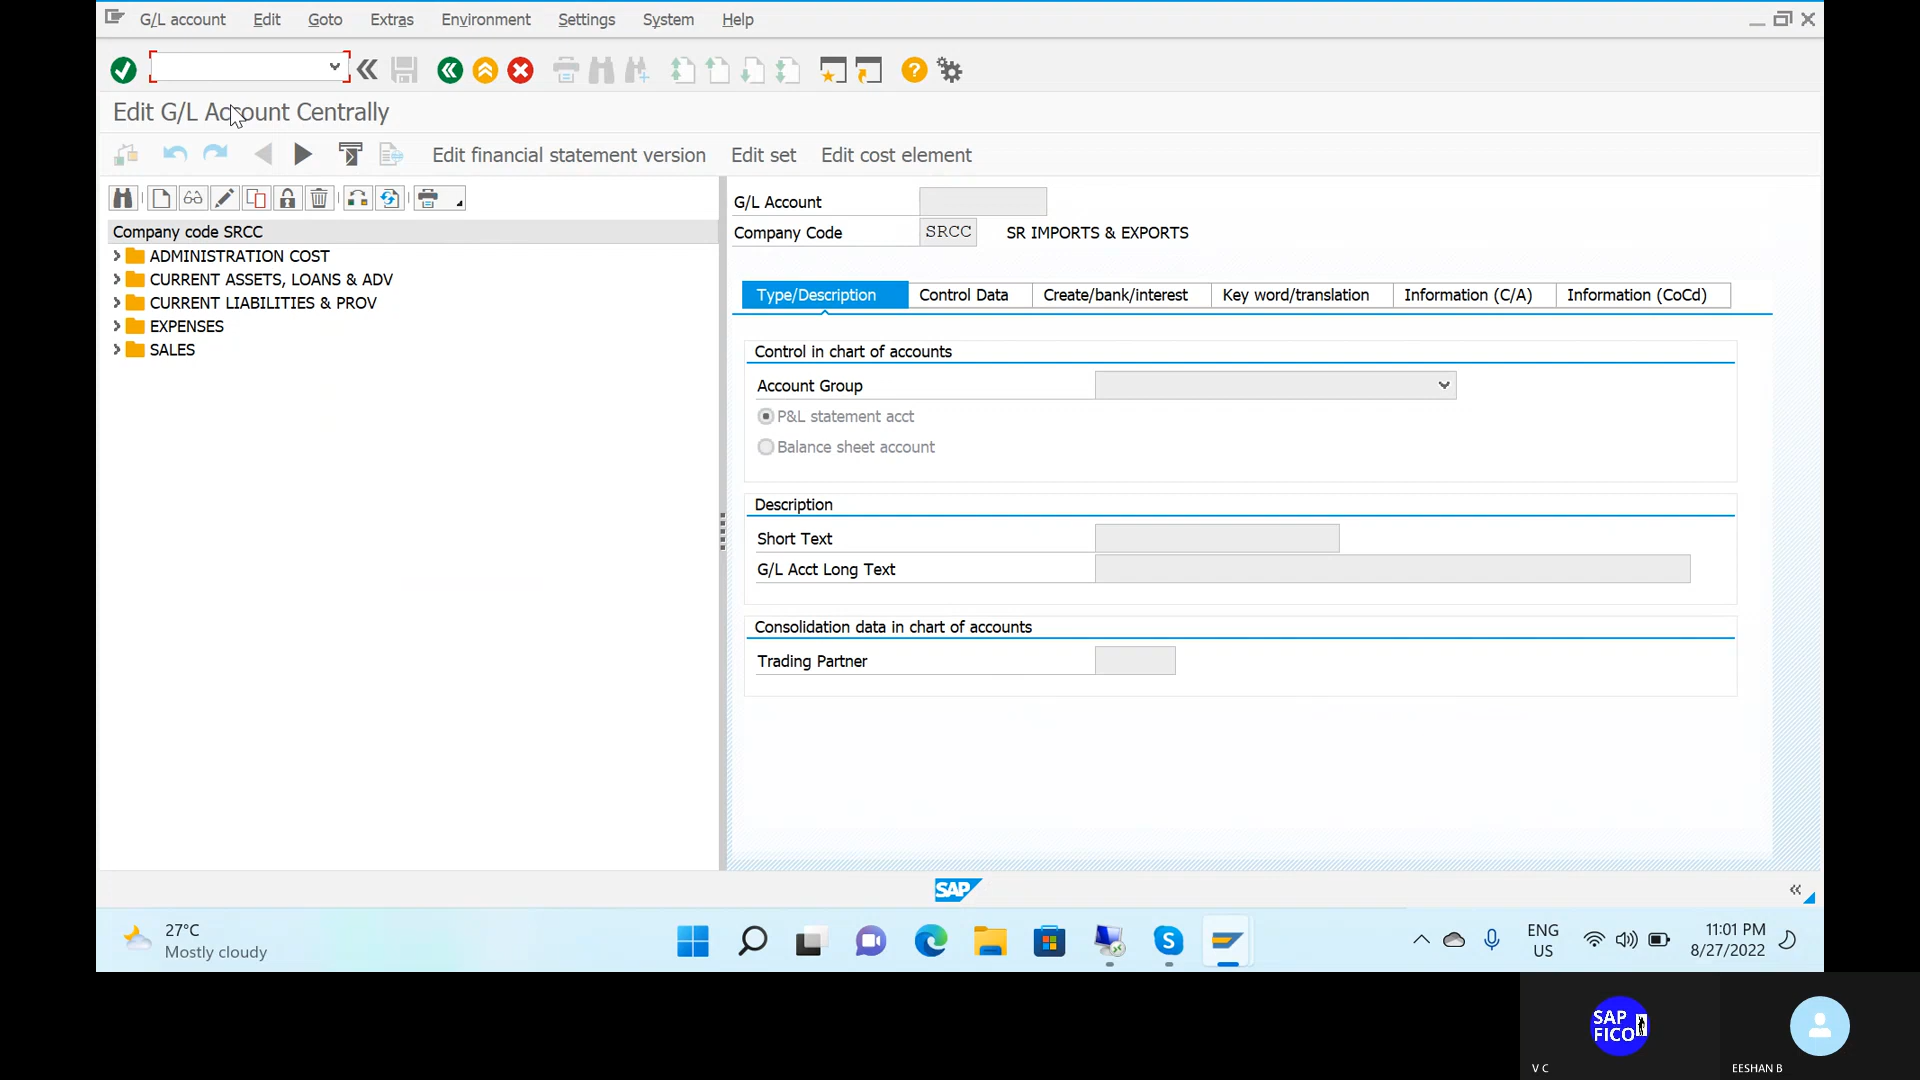 G/L account Edit Goto Extras Environment Settings System Help
Edit G/L Account Centrally
Edit financial statement version Edit set Edit cost element
Company code SRCC
ADMINISTRATION COST
CURRENT ASSETS, LOANS & ADV
CURRENT LIABILITIES & PROV
EXPENSES
SALES
G/L Account
Company Code SRCC SR IMPORTS & EXPORTS
Type/Description Control Data Create/bank/interest Key word/translation Information (C/A) Information (CoCd)
Control in chart of accounts
Account Group
P&L statement acct
Balance sheet account
Description
Short Text
G/L Acct Long Text
Consolidation data in chart of accounts
Trading Partner
SAP
27°C
Mostly cloudy
ENG
US
11:01 PM
8/27/2022
SAP
FICO
V C
EESHAN B